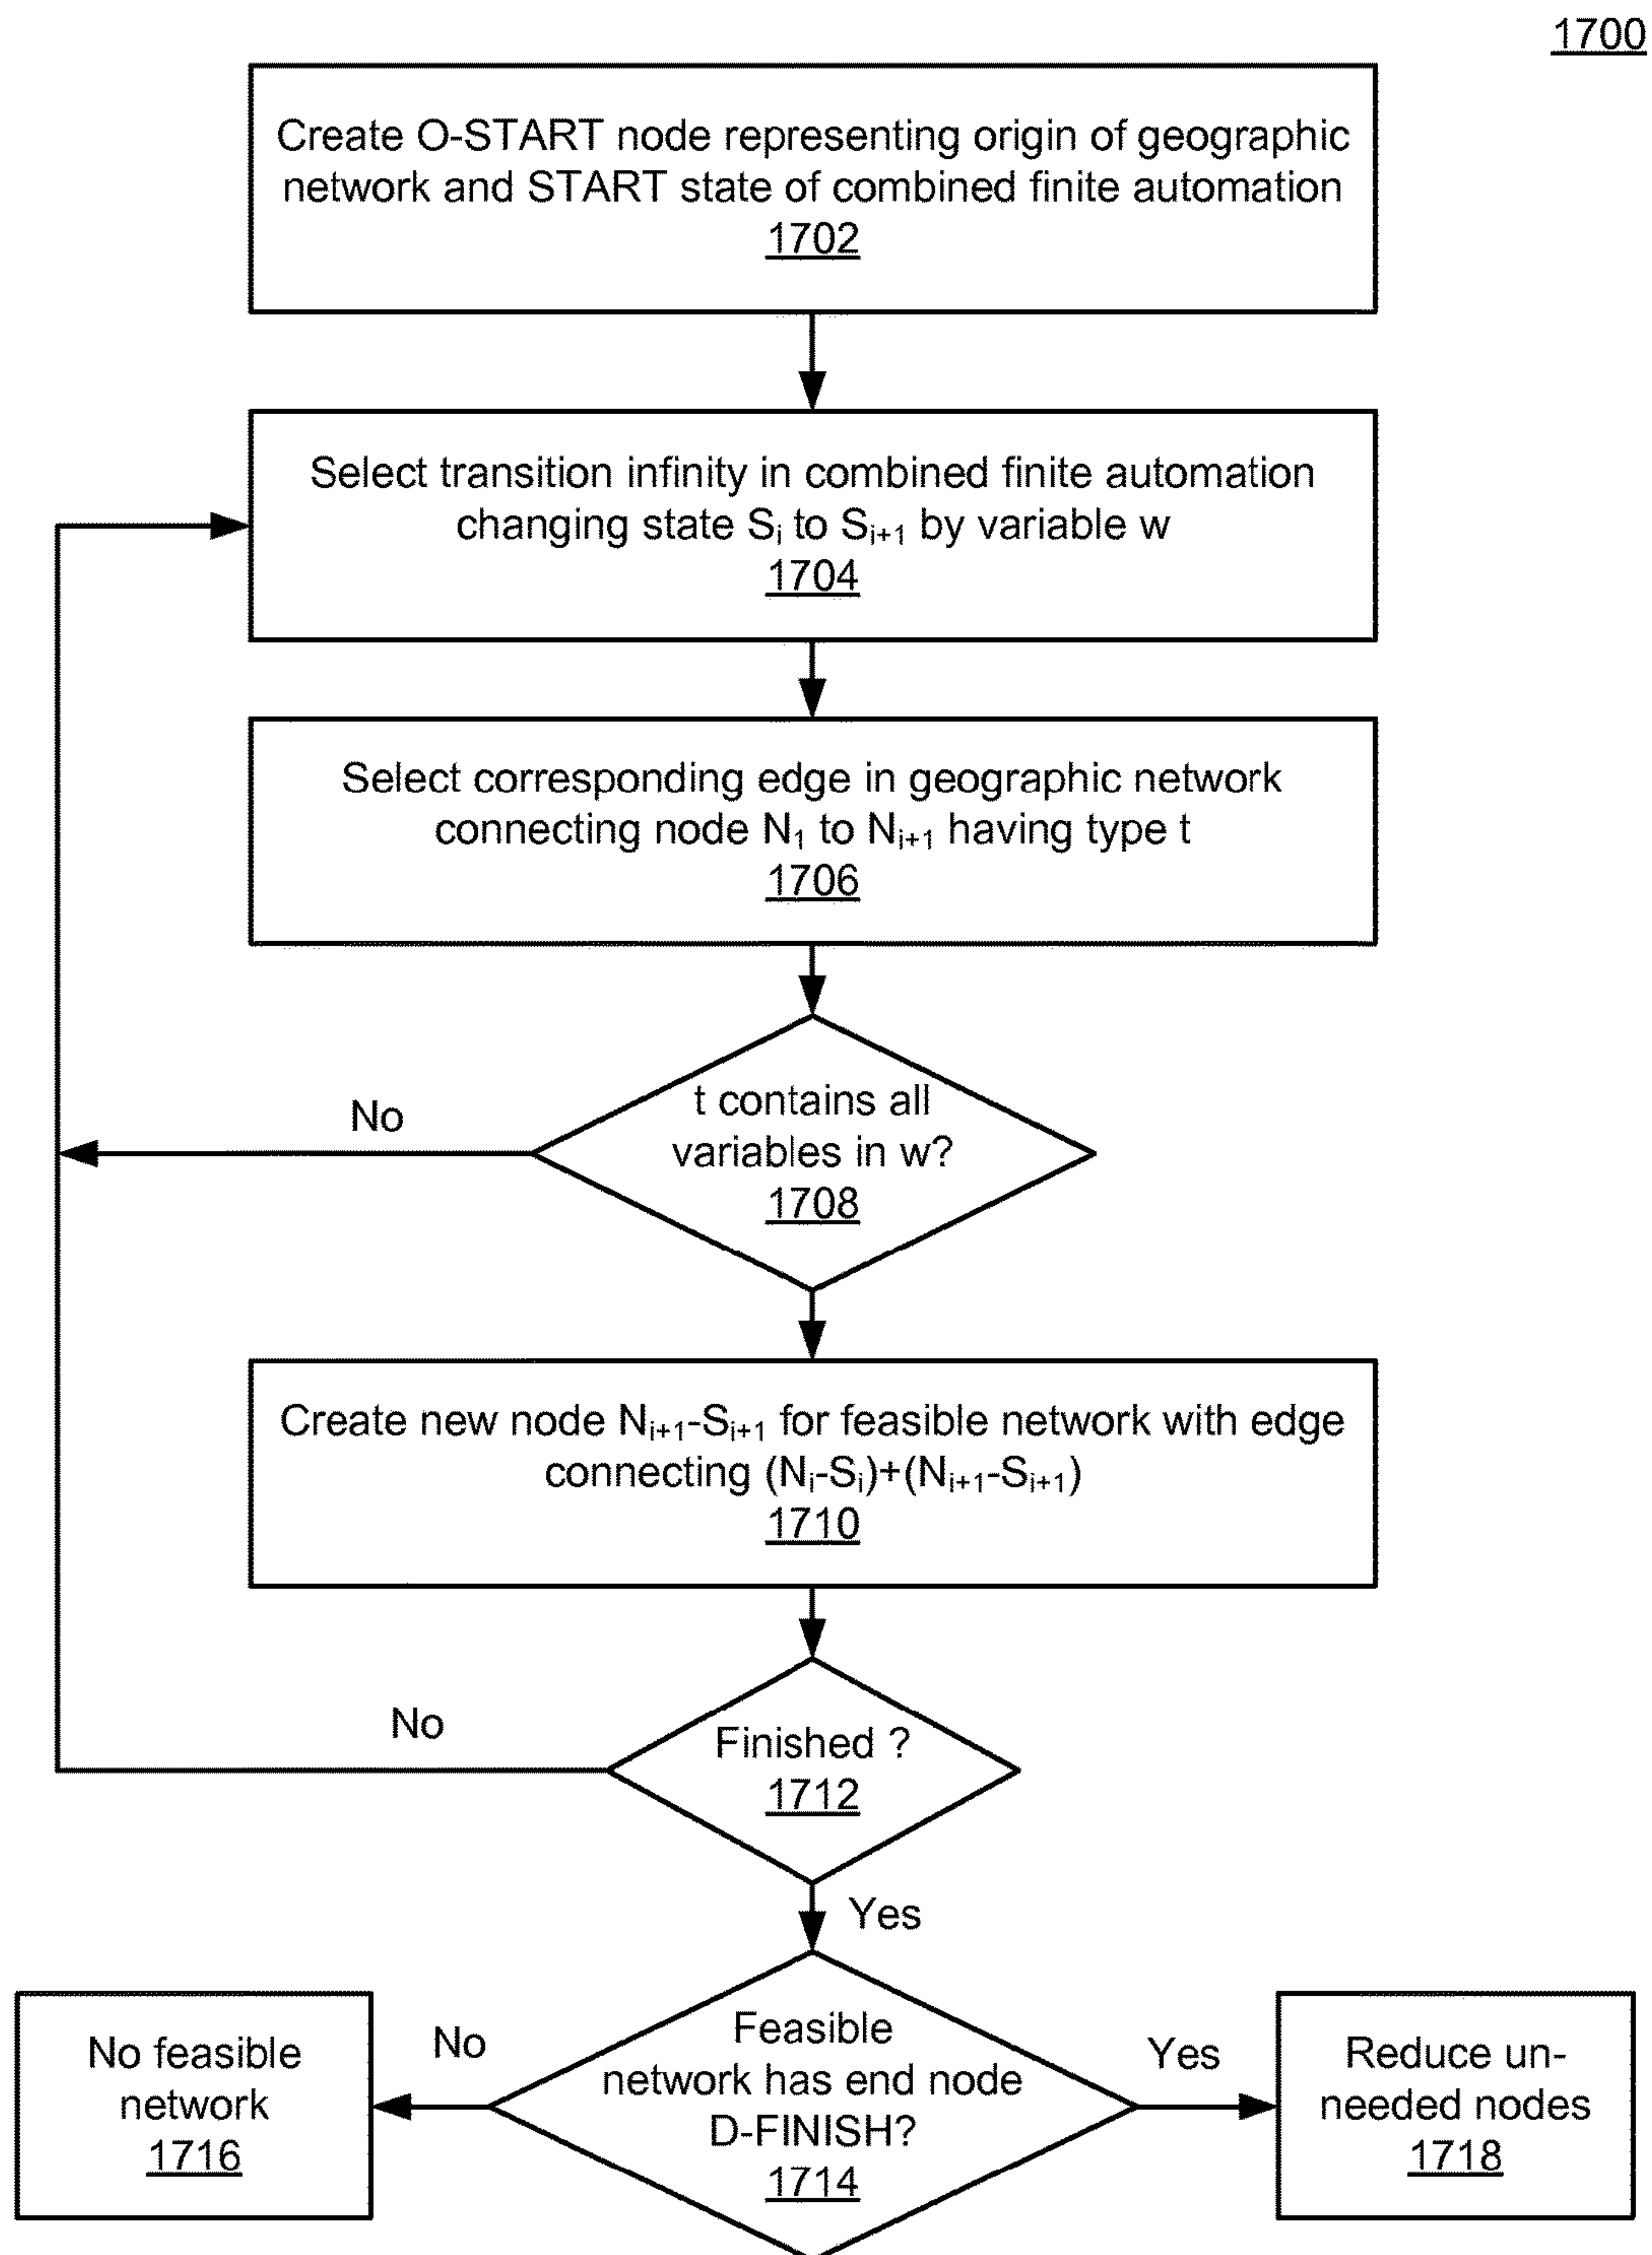 1700
Create O-START node representing origin of geographic
network and START state of combined finite automation
1702
Select transition infinity in combined finite automation
changing state Sᵢ to Sᵢ₊₁ by variable w
1704
Select corresponding edge in geographic network
connecting node N₁ to Nᵢ₊₁ having type t
1706
t contains all
variables in w?
1708
No
Create new node Nᵢ₊₁-Sᵢ₊₁ for feasible network with edge
connecting (Nᵢ-Sᵢ)+(Nᵢ₊₁-Sᵢ₊₁)
1710
Finished ?
1712
No
Yes
Feasible
network has end node
D-FINISH?
1714
No
Yes
No feasible
network
1716
Reduce un-
needed nodes
1718